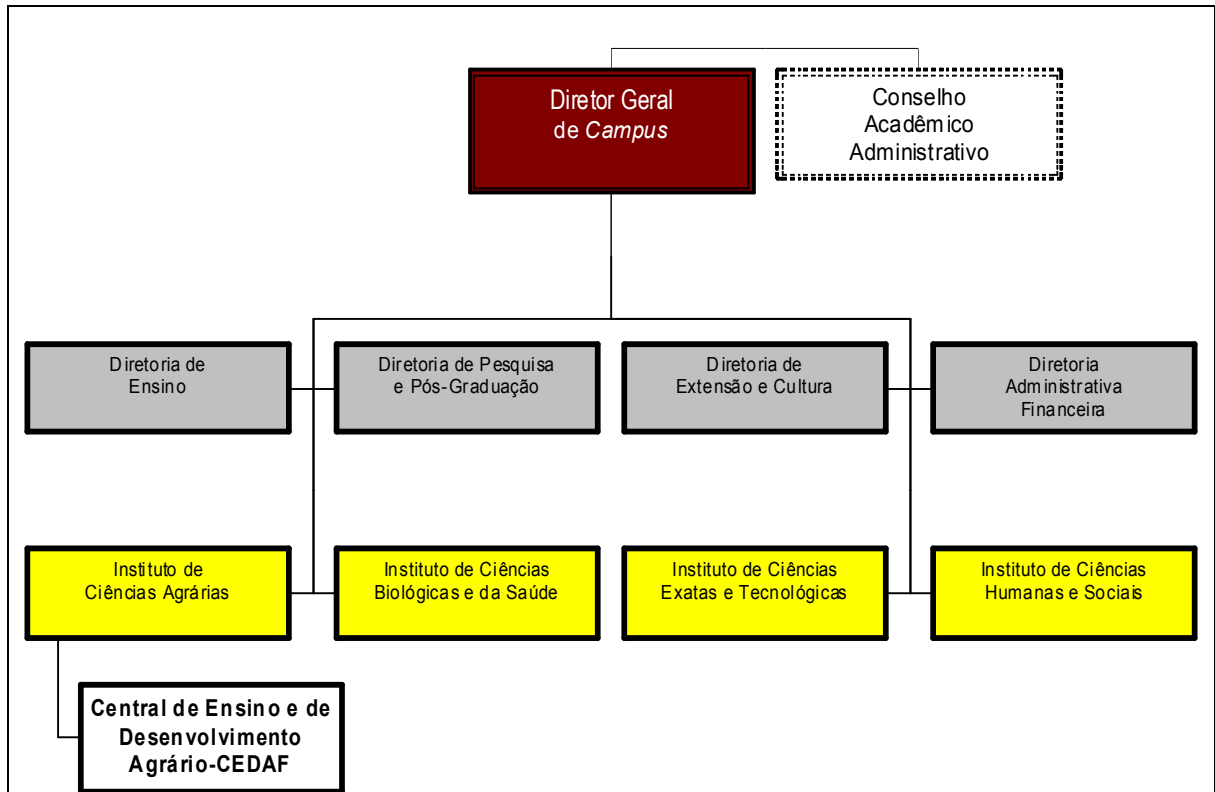 Diretor Geral
de Campus
Conselho
Acadêmico
Administrativo
Diretoria de
Ensino
Diretoria de Pesquisa
e Pós-Graduação
Diretoria de
Extensão e Cultura
Diretoria
Administrativa
Financeira
Instituto de
Ciências Agrárias
Instituto de Ciências
Biológicas e da Saúde
Instituto de Ciências
Exatas e Tecnológicas
Instituto de Ciências
Humanas e Sociais
Central de Ensino e de
Desenvolvimento
Agrário-CEDAF